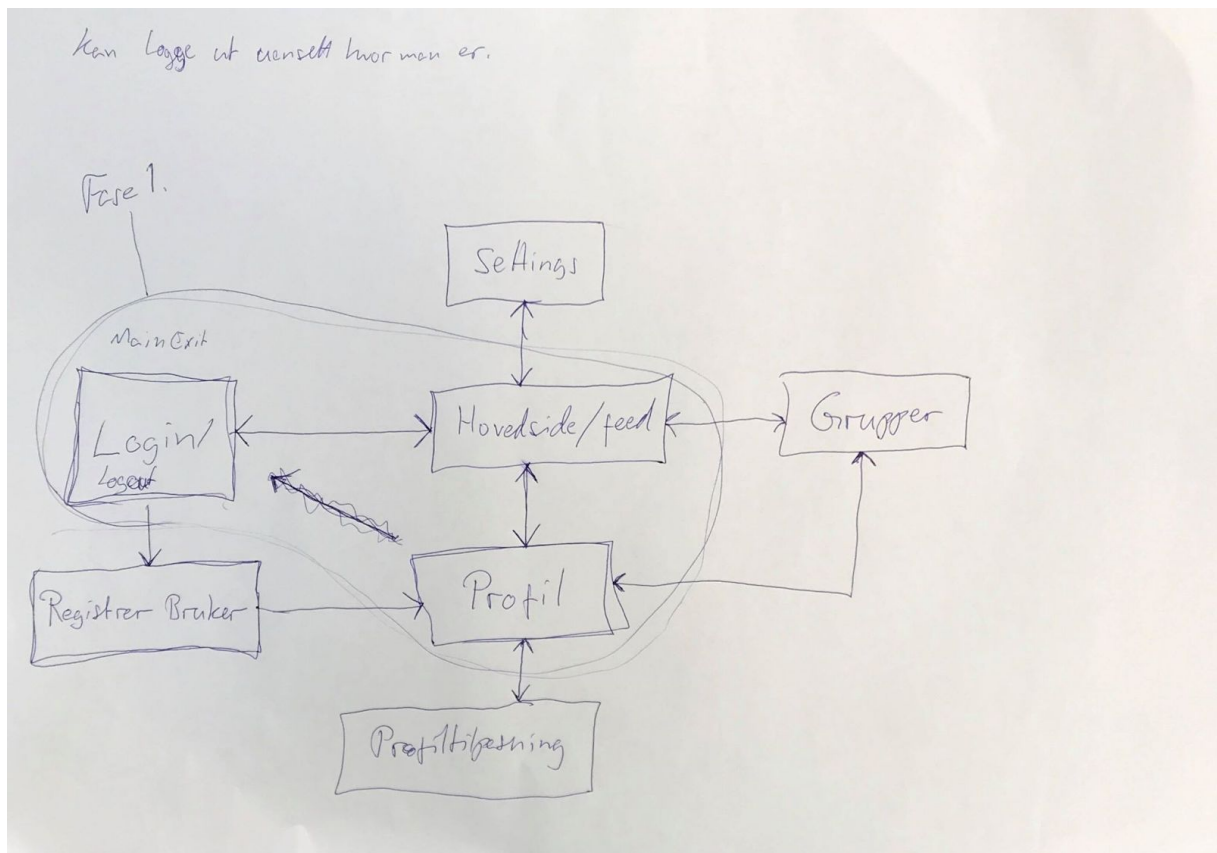 Kan logge ut uansett hvor man er.
Fase 1.
Settings
MainExit
Login/
Logout
Hovedside/feed
Grupper
Registrer Bruker
Profil
Profiltilpasning